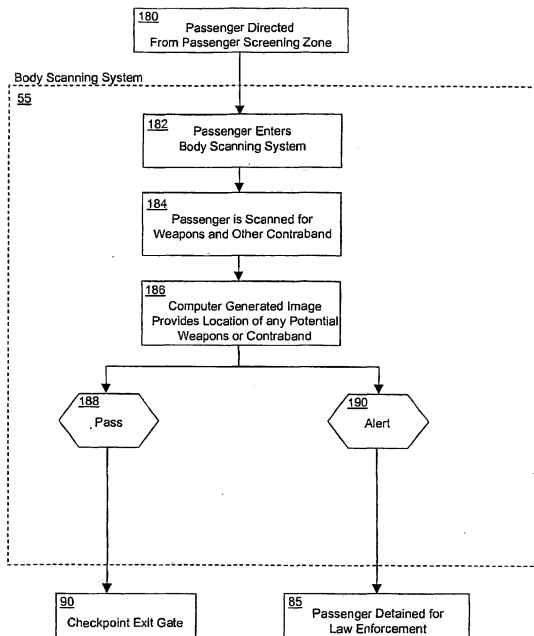 180
Passenger Directed
From Passenger Screening Zone
Body Scanning System
55
182
Passenger Enters
Body Scanning System
184
Passenger is Scanned for
Weapons and Other Contraband
186
Computer Generated Image
Provides Location of any Potential
Weapons or Contraband
188
Pass
190
Alert
90
Checkpoint Exit Gate
85
Passenger Detained for
Law Enforcement